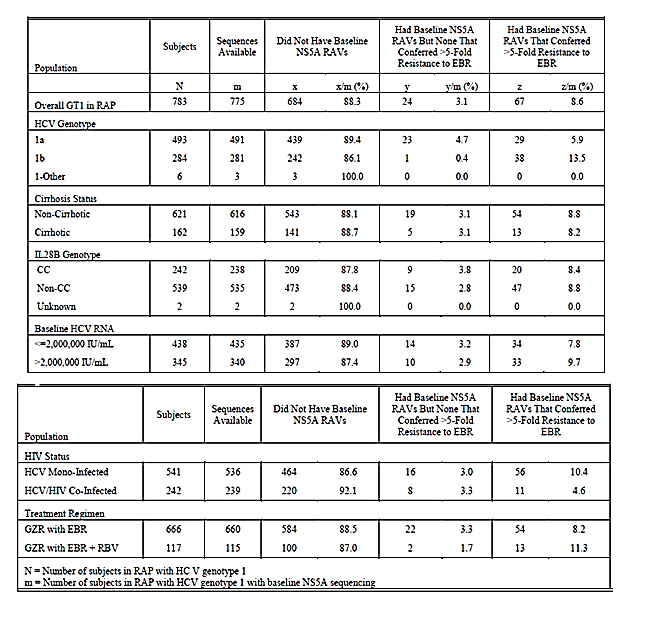 Population Subjects Sequences Available Did Not Have Baseline NS5A RAVs Had Baseline NS5A RAVs But None That Conferred >5-Fold Resistance to EBR Had Baseline NS5A RAVs That Conferred >5-Fold Resistance to EBR
N m x x/m (%) y y/m (%) z z/m (%)
Overall GT1 in RAP 783 775 684 88.3 24 3.1 67 8.6
HCV Genotype
1a 493 491 439 89.4 23 4.7 29 5.9
1b 284 281 242 86.1 1 0.4 38 13.5
1-Other 6 3 3 100.0 0 0.0 0 0.0
Cirrhosis Status
Non-Cirrhotic 621 616 543 88.1 19 3.1 54 8.8
Cirrhotic 162 159 141 88.7 5 3.1 13 8.2
IL28B Genotype
CC 242 238 209 87.8 9 3.8 20 8.4
Non-CC 539 535 473 88.4 15 2.8 47 8.8
Unknown 2 2 2 100.0 0 0.0 0 0.0
Baseline HCV RNA
<=2,000,000 IU/mL 438 435 387 89.0 14 3.2 34 7.8
>2,000,000 IU/mL 345 340 297 87.4 10 2.9 33 9.7
Population Subjects Sequences Available Did Not Have Baseline NS5A RAVs Had Baseline NS5A RAVs But None That Conferred >5-Fold Resistance to EBR Had Baseline NS5A RAVs That Conferred >5-Fold Resistance to EBR
HIV Status
HCV Mono-Infected 541 536 464 86.6 16 3.0 56 10.4
HCV/HIV Co-Infected 242 239 220 92.1 8 3.3 11 4.6
Treatment Regimen
GZR with EBR 666 660 584 88.5 22 3.3 54 8.2
GZR with EBR + RBV 117 115 100 87.0 2 1.7 13 11.3
N = Number of subjects in RAP with HC V genotype 1
m = Number of subjects in RAP with HCV genotype 1 with baseline NS5A sequencing